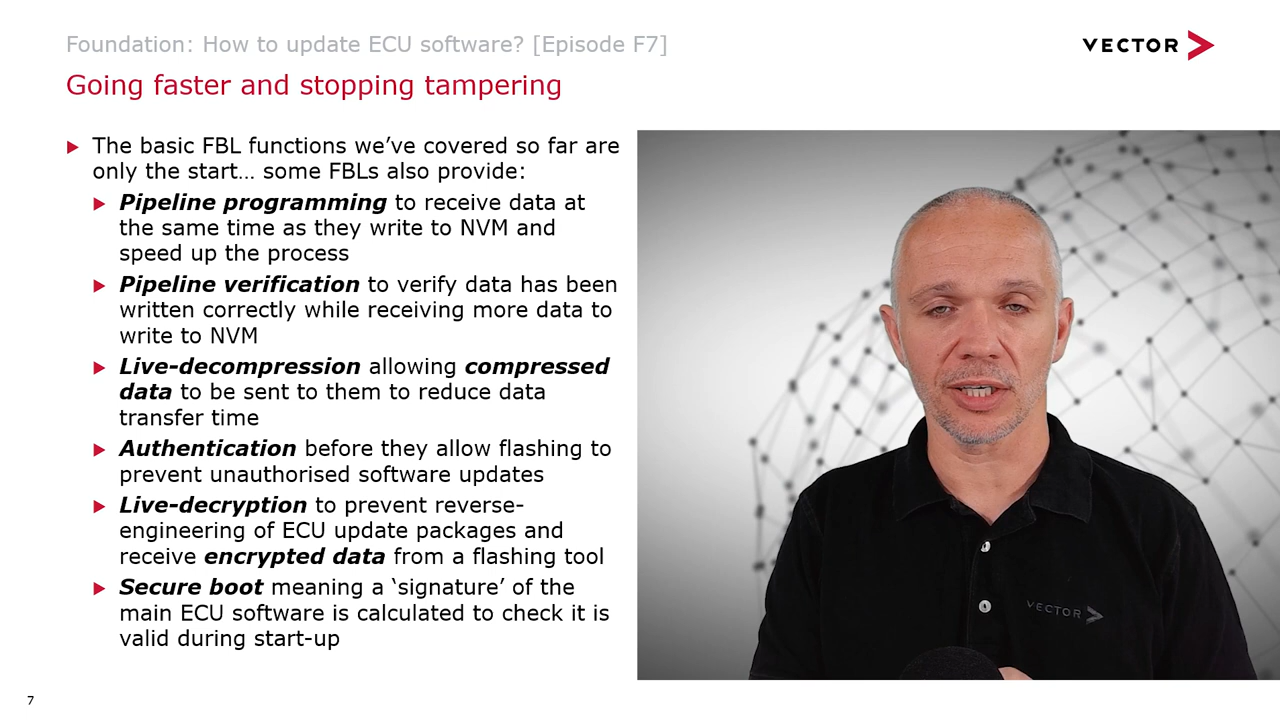 Foundation: How to update ECU software? [Episode F7]
VECTOR
Going faster and stopping tampering
The basic FBL functions we’ve covered so far are
only the start... some FBLs also provide:
Pipeline programming to receive data at
the same time as they write to NVM and
speed up the process
Pipeline verification to verify data has been
written correctly while receiving more data to
write to NVM
Live-decompression allowing compressed
data to be sent to them to reduce data
transfer time
Authentication before they allow flashing to
prevent unauthorised software updates
Live-decryption to prevent reverse-
engineering of ECU update packages and
receive encrypted data from a flashing tool
Secure boot meaning a ‘signature’ of the
main ECU software is calculated to check it is
valid during start-up
VECTOR
7